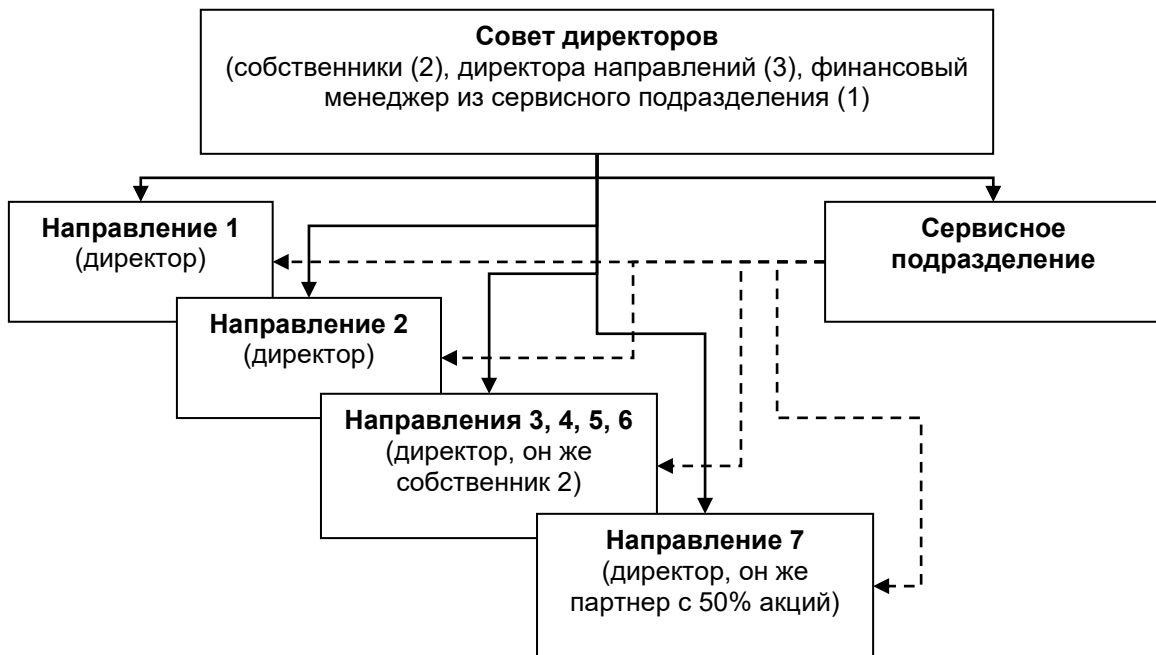 Совет директоров
(собственники (2), директора направлений (3), финансовый
менеджер из сервисного подразделения (1)
Направление 1
(директор)
Сервисное
подразделение
Направление 2
(директор)
Направления 3, 4, 5, 6
(директор, он же
собственник 2)
Направление 7
(директор, он же
партнер с 50% акций)